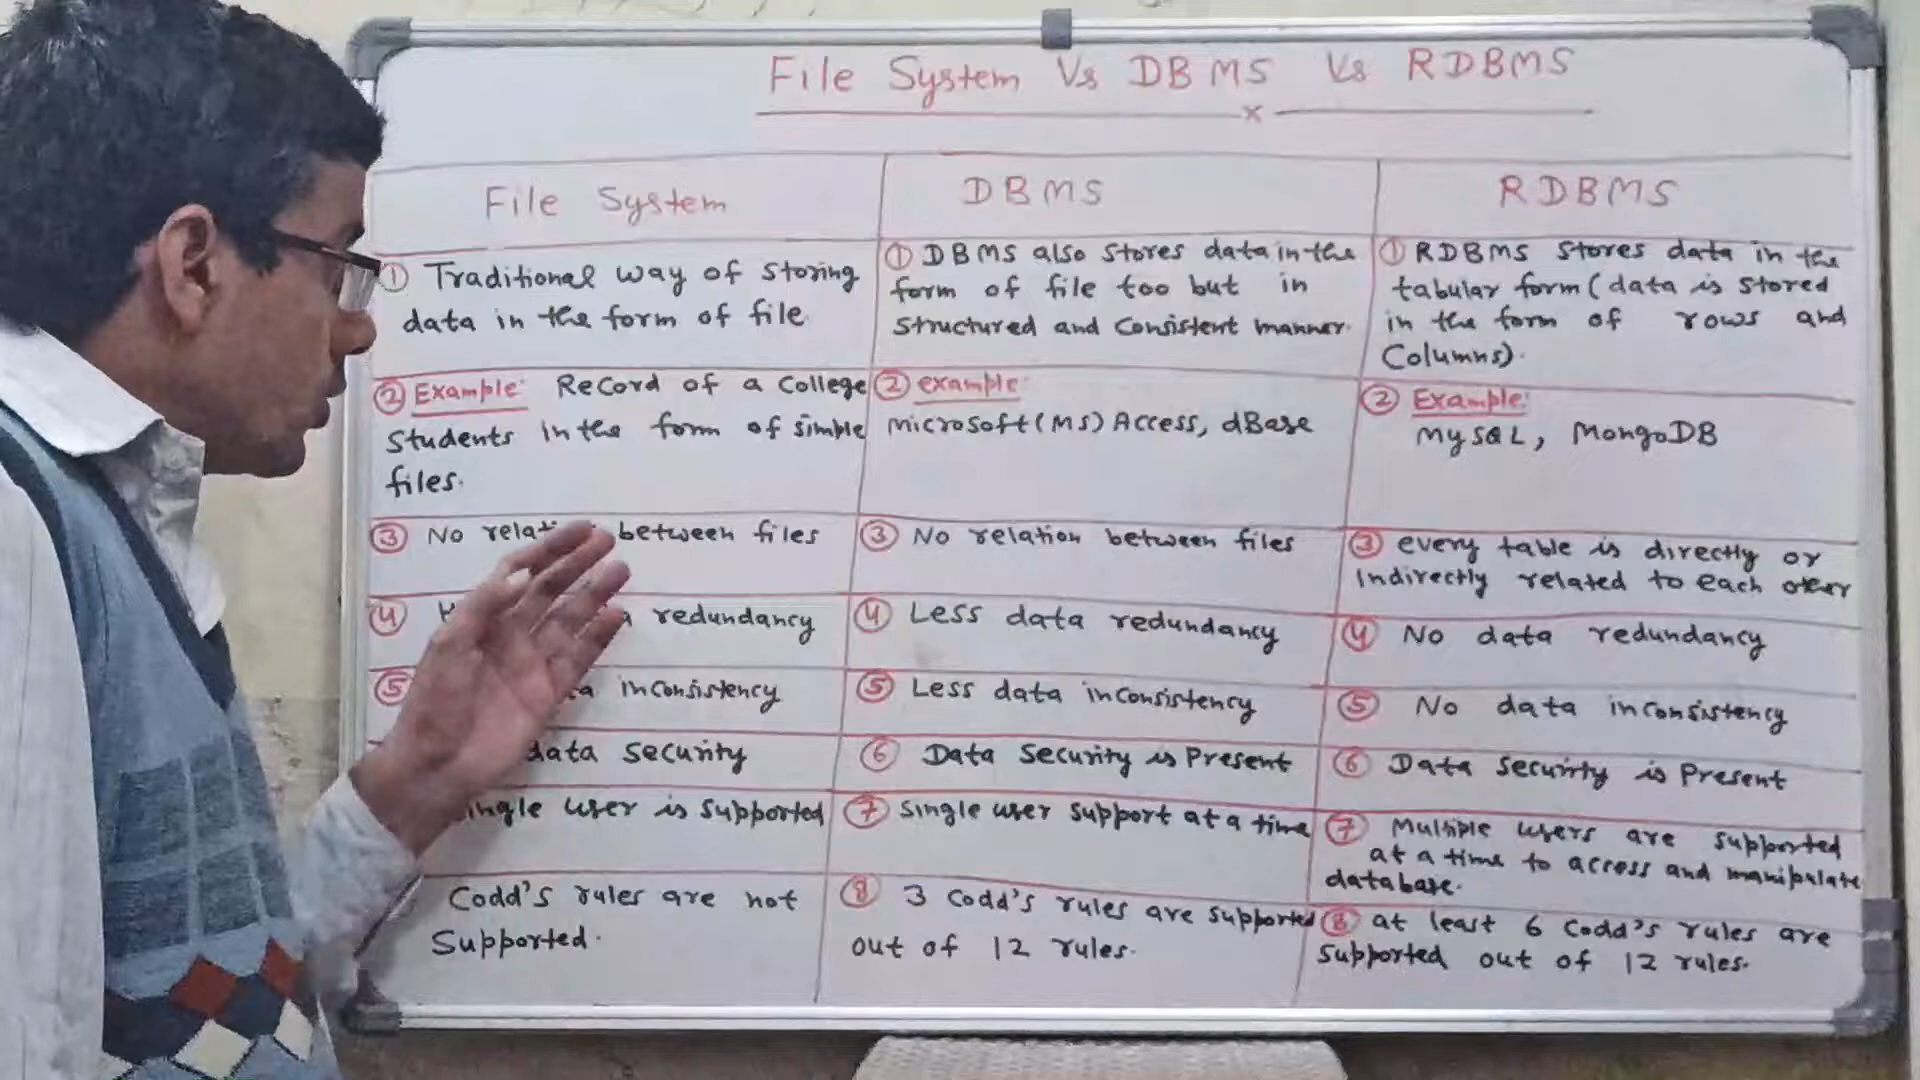 File System Vs DBMS Vs RDBMS
x
File System
① Traditional way of storing
data in the form of file.
② Example: Record of a College
Students in the form of simple
files.
③ No between files
④ redundancy
⑤ inconsistency
data security
single user is supported
Codd's rules are not
Supported.
DBMS
① DBMS also stores data in the
form of file too but in
structured and consistent manner.
② example:
Microsoft (MS) Access, dBase
③ No relation between files
④ Less data redundancy
⑤ Less data inconsistency
⑥ Data security is Present
⑦ single user support at a time
⑧ 3 Codd's rules are supported
out of 12 rules.
RDBMS
① RDBMS stores data in the
tabular form (data is stored
in the form of rows and
Columns).
② Example:
MySQL, MongoDB
③ every table is directly or
Indirectly related to each other
④ No data redundancy
⑤ No data inconsistency
⑥ Data security is Present
⑦ Multiple users are supported
at a time to access and manipulate
database.
⑧ at least 6 Codd's rules are
supported out of 12 rules.